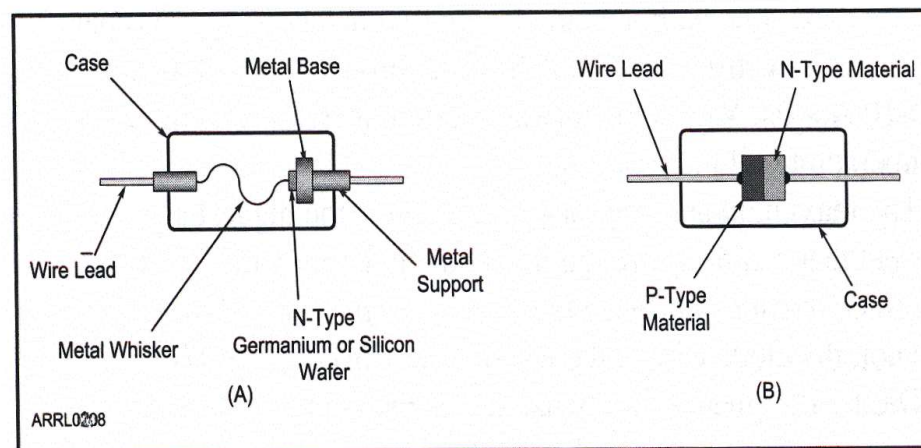 Case
Metal Base
Wire Lead
Metal Whisker
N-Type
Germanium or Silicon
Wafer
Metal
Support
(A)
Wire Lead
N-Type Material
P-Type
Material
Case
(B)
ARRL0208